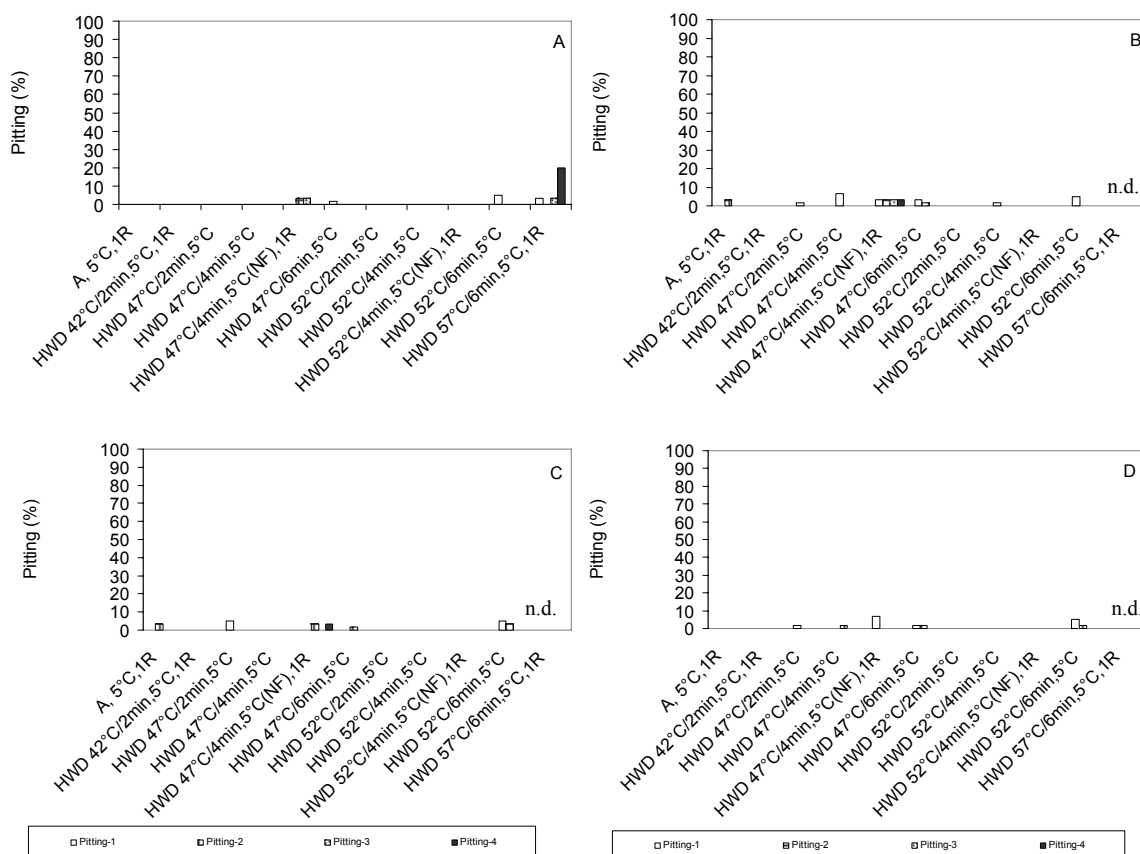 100
90
80
70
60
50
40
30
20
10
0
Pitting (%)
A
A, 5°C, 1R
HWD 42°C/2min,5°C,1R
HWD 47°C/2min,5°C
HWD 47°C/4min,5°C
HWD 47°C/4min,5°C(NF), 1R
HWD 47°C/6min,5°C
HWD 52°C/2min,5°C
HWD 52°C/4min,5°C
HWD 52°C/4min,5°C(NF), 1R
HWD 52°C/6min,5°C
HWD 57°C/6min,5°C,1R
100
90
80
70
60
50
40
30
20
10
0
Pitting (%)
B
n.d.
A, 5°C, 1R
HWD 42°C/2min,5°C,1R
HWD 47°C/2min,5°C
HWD 47°C/4min,5°C
HWD 47°C/4min,5°C(NF), 1R
HWD 47°C/6min,5°C
HWD 52°C/2min,5°C
HWD 52°C/4min,5°C
HWD 52°C/4min,5°C(NF), 1R
HWD 52°C/6min,5°C
HWD 57°C/6min,5°C,1R
100
90
80
70
60
50
40
30
20
10
0
Pitting (%)
C
n.d.
A, 5°C, 1R
HWD 42°C/2min,5°C,1R
HWD 47°C/2min,5°C
HWD 47°C/4min,5°C
HWD 47°C/4min,5°C(NF), 1R
HWD 47°C/6min,5°C
HWD 52°C/2min,5°C
HWD 52°C/4min,5°C
HWD 52°C/4min,5°C(NF), 1R
HWD 52°C/6min,5°C
HWD 57°C/6min,5°C,1R
Pitting-1 Pitting-2 Pitting-3 Pitting-4
100
90
80
70
60
50
40
30
20
10
0
Pitting (%)
D
n.d.
A, 5°C, 1R
HWD 42°C/2min,5°C,1R
HWD 47°C/2min,5°C
HWD 47°C/4min,5°C
HWD 47°C/4min,5°C(NF), 1R
HWD 47°C/6min,5°C
HWD 52°C/2min,5°C
HWD 52°C/4min,5°C
HWD 52°C/4min,5°C(NF), 1R
HWD 52°C/6min,5°C
HWD 57°C/6min,5°C,1R
Pitting-1 Pitting-2 Pitting-3 Pitting-4